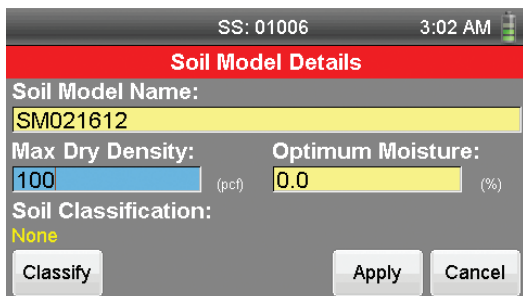 SS: 01006 3:02 AM
Soil Model Details
Soil Model Name:
SM021612
Max Dry Density: Optimum Moisture:
100 (pcf) 0.0 (%)
Soil Classification:
None
Classify Apply Cancel